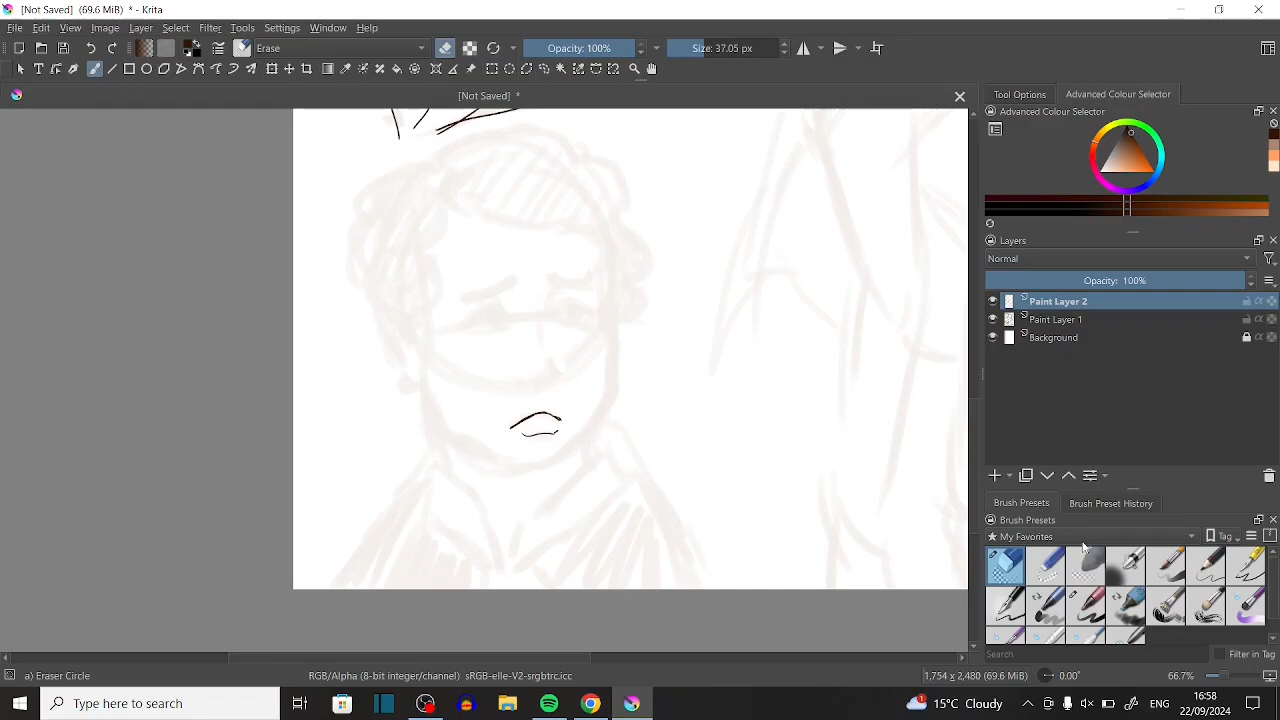 [Not Saved] (69.6 MiB) * - Krita
File Edit View Image Layer Select Filter Tools Settings Window Help
Erase Opacity: 100% Size: 37.05 px
[Not Saved] *
Tool Options Advanced Colour Selector
Advanced Colour Selector
Layers
Normal
Opacity: 100%
Paint Layer 2
Paint Layer 1
Background
Brush Presets Brush Preset History
Brush Presets
My Favorites Tag
Search Filter in Tag
a) Eraser Circle RGB/Alpha (8-bit integer/channel) sRGB-elle-V2-srgbtrc.icc 1,754 x 2,480 (69.6 MiB) 0.00° 66.7%
Type here to search 1 15°C Cloudy ENG 16:58
22/09/2024